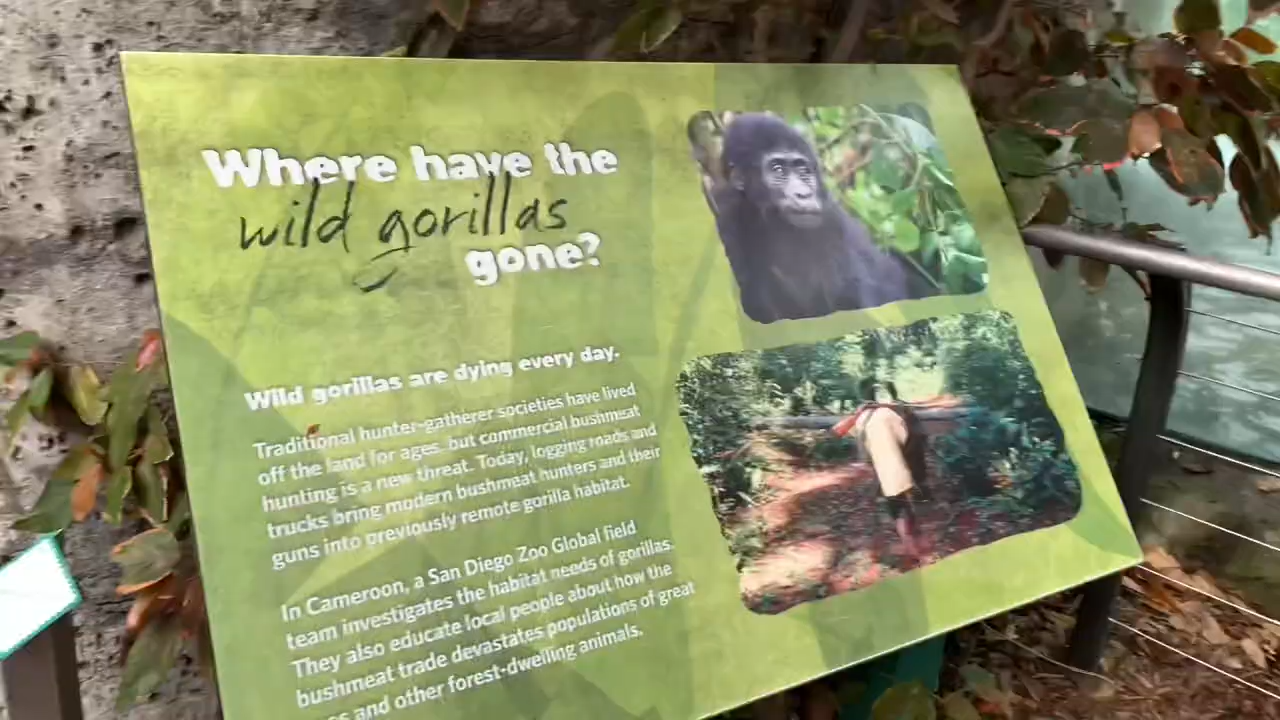 Where have the
wild gorillas
gone?
Wild gorillas are dying every day.
Traditional hunter-gatherer societies have lived
off the land for ages, but commercial bushmeat
hunting is a new threat. Today, logging roads and
trucks bring modern bushmeat hunters and their
guns into previously remote gorilla habitat.
In Cameroon, a San Diego Zoo Global field
team investigates the habitat needs of gorillas.
They also educate local people about how the
bushmeat trade devastates populations of great
and other forest-dwelling animals.